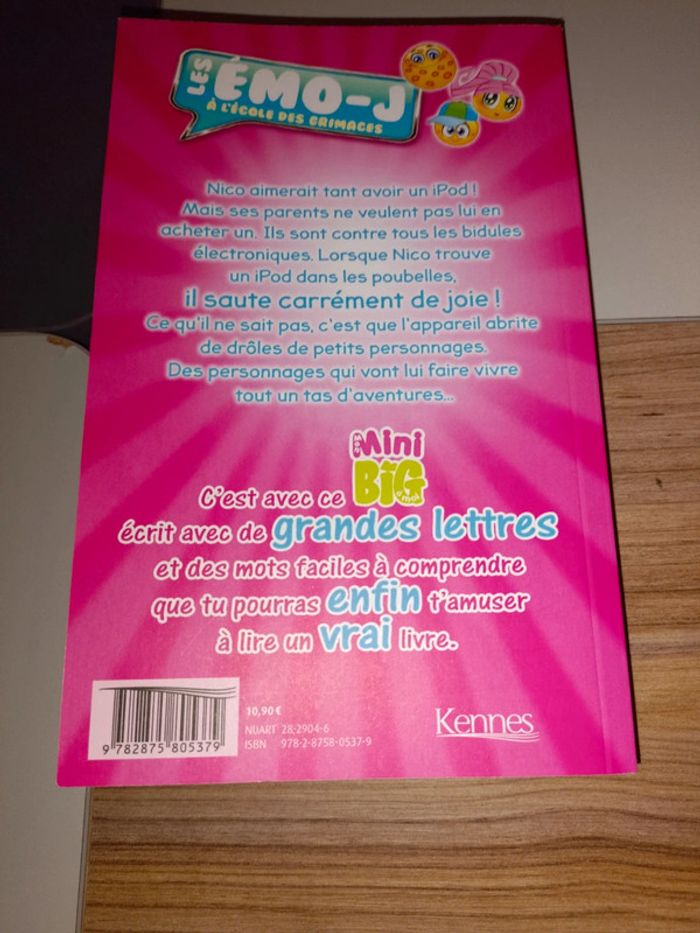 LES ÉMO-J
À L'ÉCOLE DES GRIMACES
Nico aimerait tant avoir un iPod !
Mais ses parents ne veulent pas lui en
acheter un. Ils sont contre tous les bidules
électroniques. Lorsque Nico trouve
un iPod dans les poubelles,
il saute carrément de joie !
Ce qu'il ne sait pas, c'est que l'appareil abrite
de drôles de petits personnages.
Des personnages qui vont lui faire vivre
tout un tas d'aventures...
MON Mini
BIG
à moi
C'est avec ce
écrit avec de grandes lettres
et des mots faciles à comprendre
que tu pourras enfin t'amuser
à lire un vrai livre.
10,90 €
NUART 28-2904-6
ISBN 978-2-8758-0537-9
9 782875 805379
Kennes